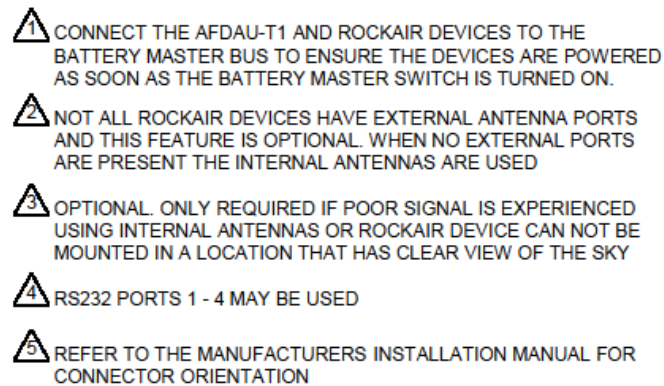 1 CONNECT THE AFDAU-T1 AND ROCKAIR DEVICES TO THE
BATTERY MASTER BUS TO ENSURE THE DEVICES ARE POWERED
AS SOON AS THE BATTERY MASTER SWITCH IS TURNED ON.
2 NOT ALL ROCKAIR DEVICES HAVE EXTERNAL ANTENNA PORTS
AND THIS FEATURE IS OPTIONAL. WHEN NO EXTERNAL PORTS
ARE PRESENT THE INTERNAL ANTENNAS ARE USED
3 OPTIONAL. ONLY REQUIRED IF POOR SIGNAL IS EXPERIENCED
USING INTERNAL ANTENNAS OR ROCKAIR DEVICE CAN NOT BE
MOUNTED IN A LOCATION THAT HAS CLEAR VIEW OF THE SKY
4 RS232 PORTS 1 - 4 MAY BE USED
5 REFER TO THE MANUFACTURERS INSTALLATION MANUAL FOR
CONNECTOR ORIENTATION